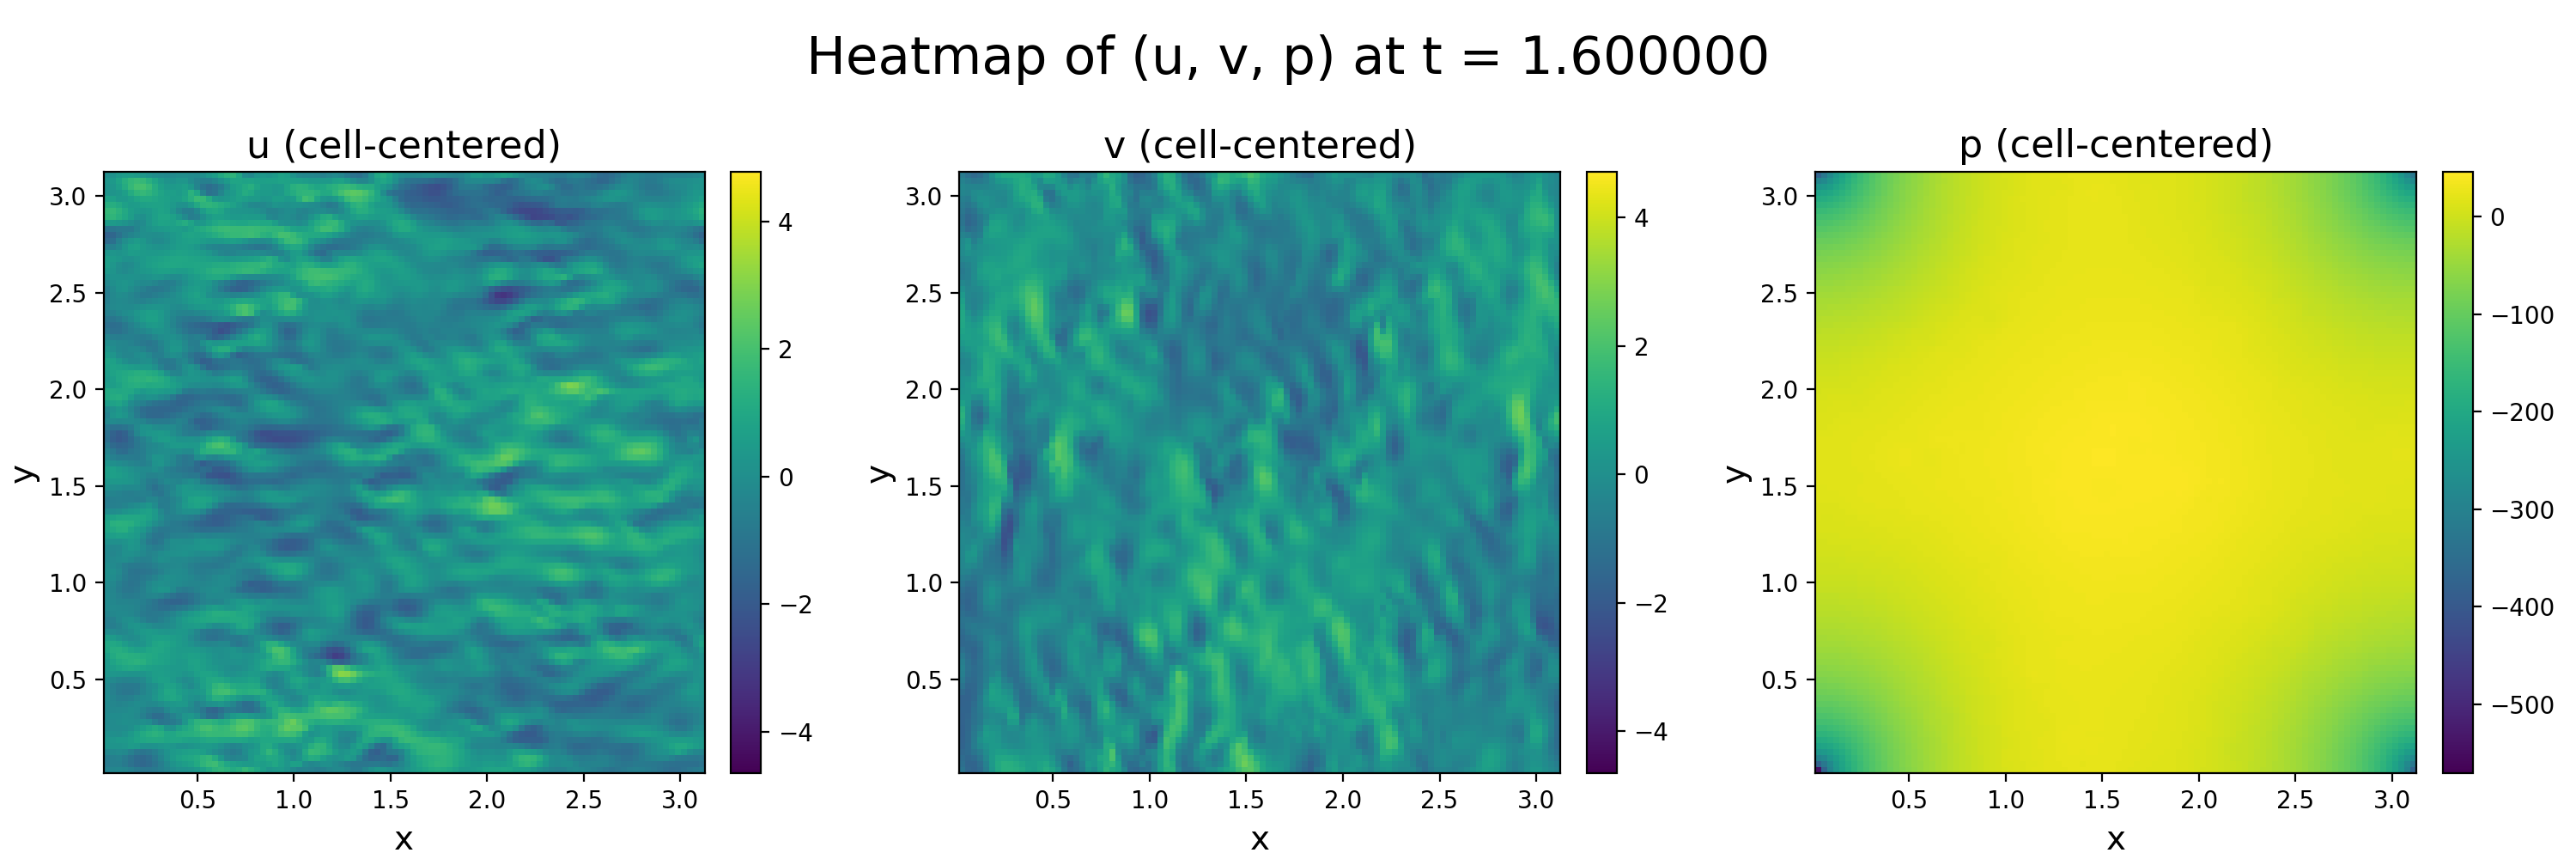 Heatmap of (u, v, p) at t = 1.600000
u (cell-centered)
v (cell-centered)
p (cell-centered)
3.0
2.5
2.0
1.5
1.0
0.5
y
0.5 1.0 1.5 2.0 2.5 3.0
x
4
2
0
−2
−4
3.0
2.5
2.0
1.5
1.0
0.5
y
0.5 1.0 1.5 2.0 2.5 3.0
x
4
2
0
−2
−4
3.0
2.5
2.0
1.5
1.0
0.5
y
0.5 1.0 1.5 2.0 2.5 3.0
x
0
−100
−200
−300
−400
−500